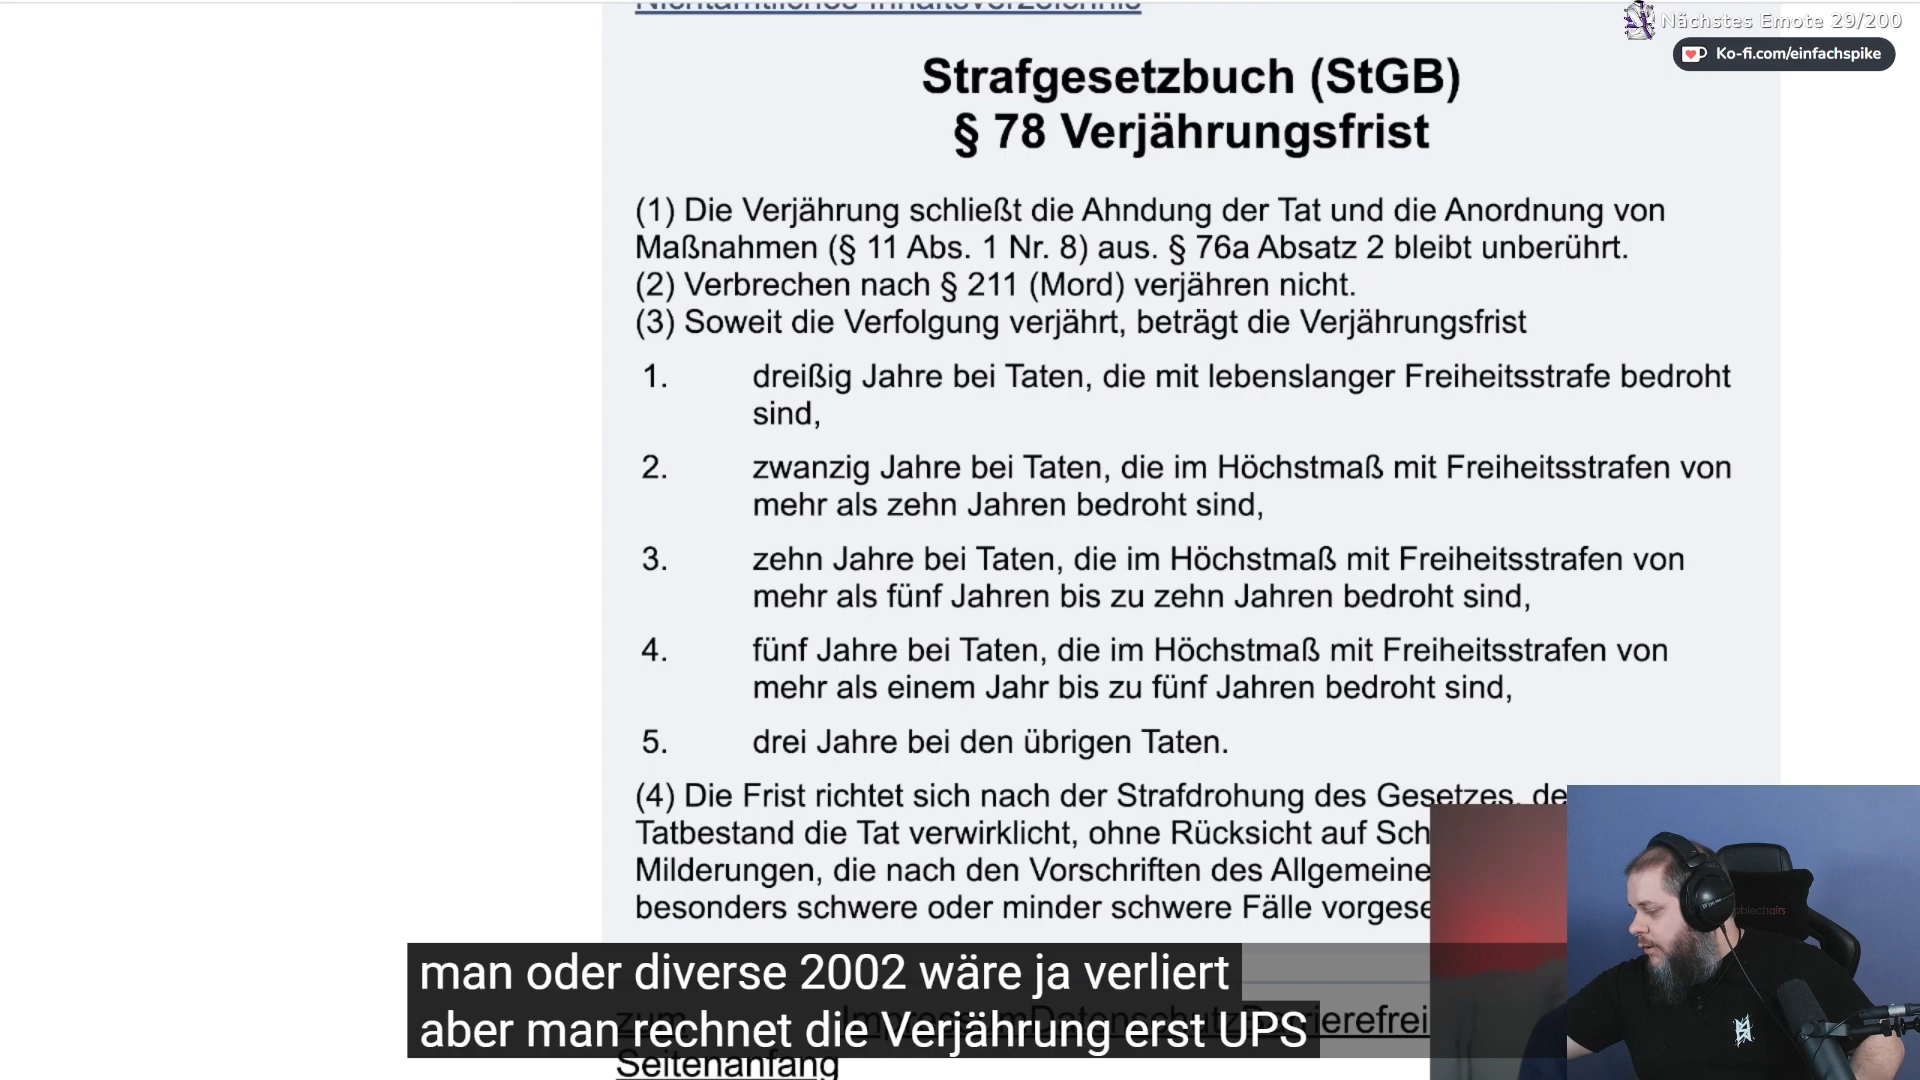 Nichtamtliches Inhaltsverzeichnis
Nächstes Emote 29/200
Ko-fi.com/einfachspike
Strafgesetzbuch (StGB)
§ 78 Verjährungsfrist
(1) Die Verjährung schließt die Ahndung der Tat und die Anordnung von
Maßnahmen (§ 11 Abs. 1 Nr. 8) aus. § 76a Absatz 2 bleibt unberührt.
(2) Verbrechen nach § 211 (Mord) verjähren nicht.
(3) Soweit die Verfolgung verjährt, beträgt die Verjährungsfrist
1. dreißig Jahre bei Taten, die mit lebenslanger Freiheitsstrafe bedroht
sind,
2. zwanzig Jahre bei Taten, die im Höchstmaß mit Freiheitsstrafen von
mehr als zehn Jahren bedroht sind,
3. zehn Jahre bei Taten, die im Höchstmaß mit Freiheitsstrafen von
mehr als fünf Jahren bis zu zehn Jahren bedroht sind,
4. fünf Jahre bei Taten, die im Höchstmaß mit Freiheitsstrafen von
mehr als einem Jahr bis zu fünf Jahren bedroht sind,
5. drei Jahre bei den übrigen Taten.
(4) Die Frist richtet sich nach der Strafdrohung des Gesetzes, de
Tatbestand die Tat verwirklicht, ohne Rücksicht auf Sch
Milderungen, die nach den Vorschriften des Allgemeine
besonders schwere oder minder schwere Fälle vorgese
man oder diverse 2002 wäre ja verliert
aber man rechnet die Verjährung erst UPS
zum Impressum Datenschutz Barrierefrei
Seitenanfang
noblechairs